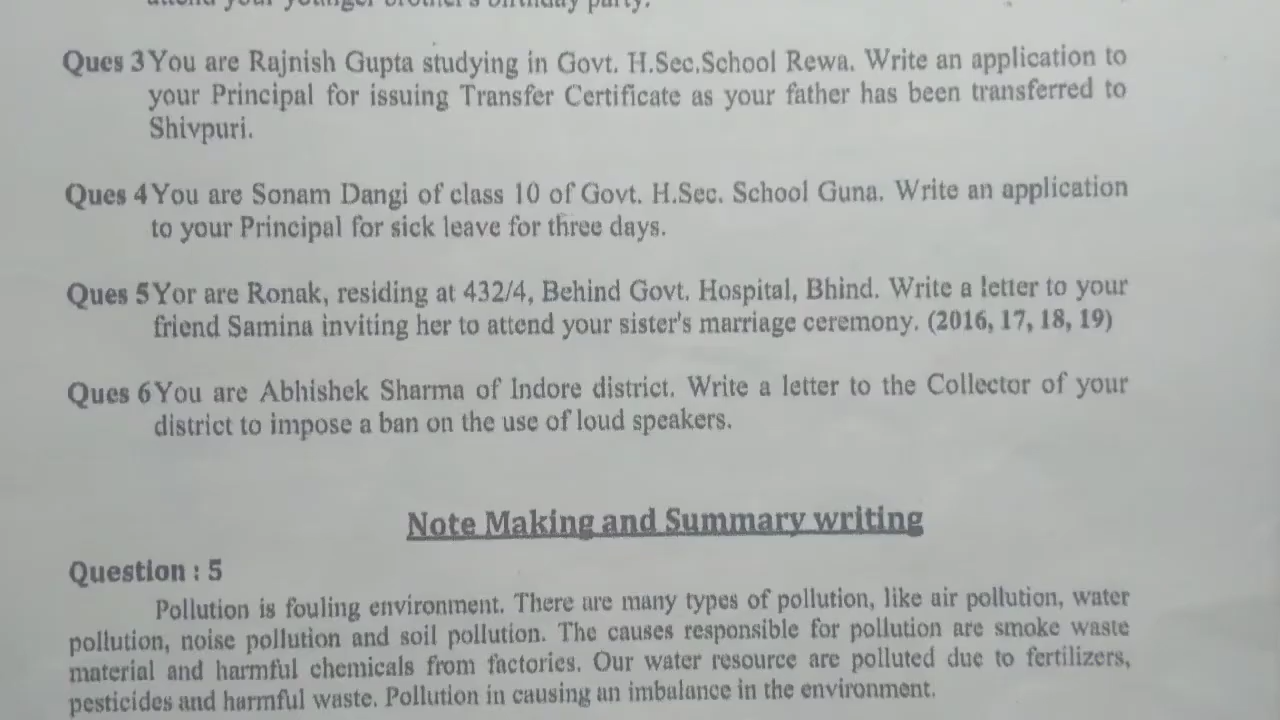 attend your younger brother's birthday party.
Ques 3 You are Rajnish Gupta studying in Govt. H.Sec.School Rewa. Write an application to
your Principal for issuing Transfer Certificate as your father has been transferred to
Shivpuri.
Ques 4 You are Sonam Dangi of class 10 of Govt. H.Sec. School Guna. Write an application
to your Principal for sick leave for three days.
Ques 5 Yor are Ronak, residing at 432/4, Behind Govt. Hospital, Bhind. Write a letter to your
friend Samina inviting her to attend your sister's marriage ceremony. (2016, 17, 18, 19)
Ques 6 You are Abhishek Sharma of Indore district. Write a letter to the Collector of your
district to impose a ban on the use of loud speakers.
Note Making and Summary writing
Question : 5
Pollution is fouling environment. There are many types of pollution, like air pollution, water
pollution, noise pollution and soil pollution. The causes responsible for pollution are smoke waste
material and harmful chemicals from factories. Our water resource are polluted due to fertilizers,
pesticides and harmful waste. Pollution in causing an imbalance in the environment.